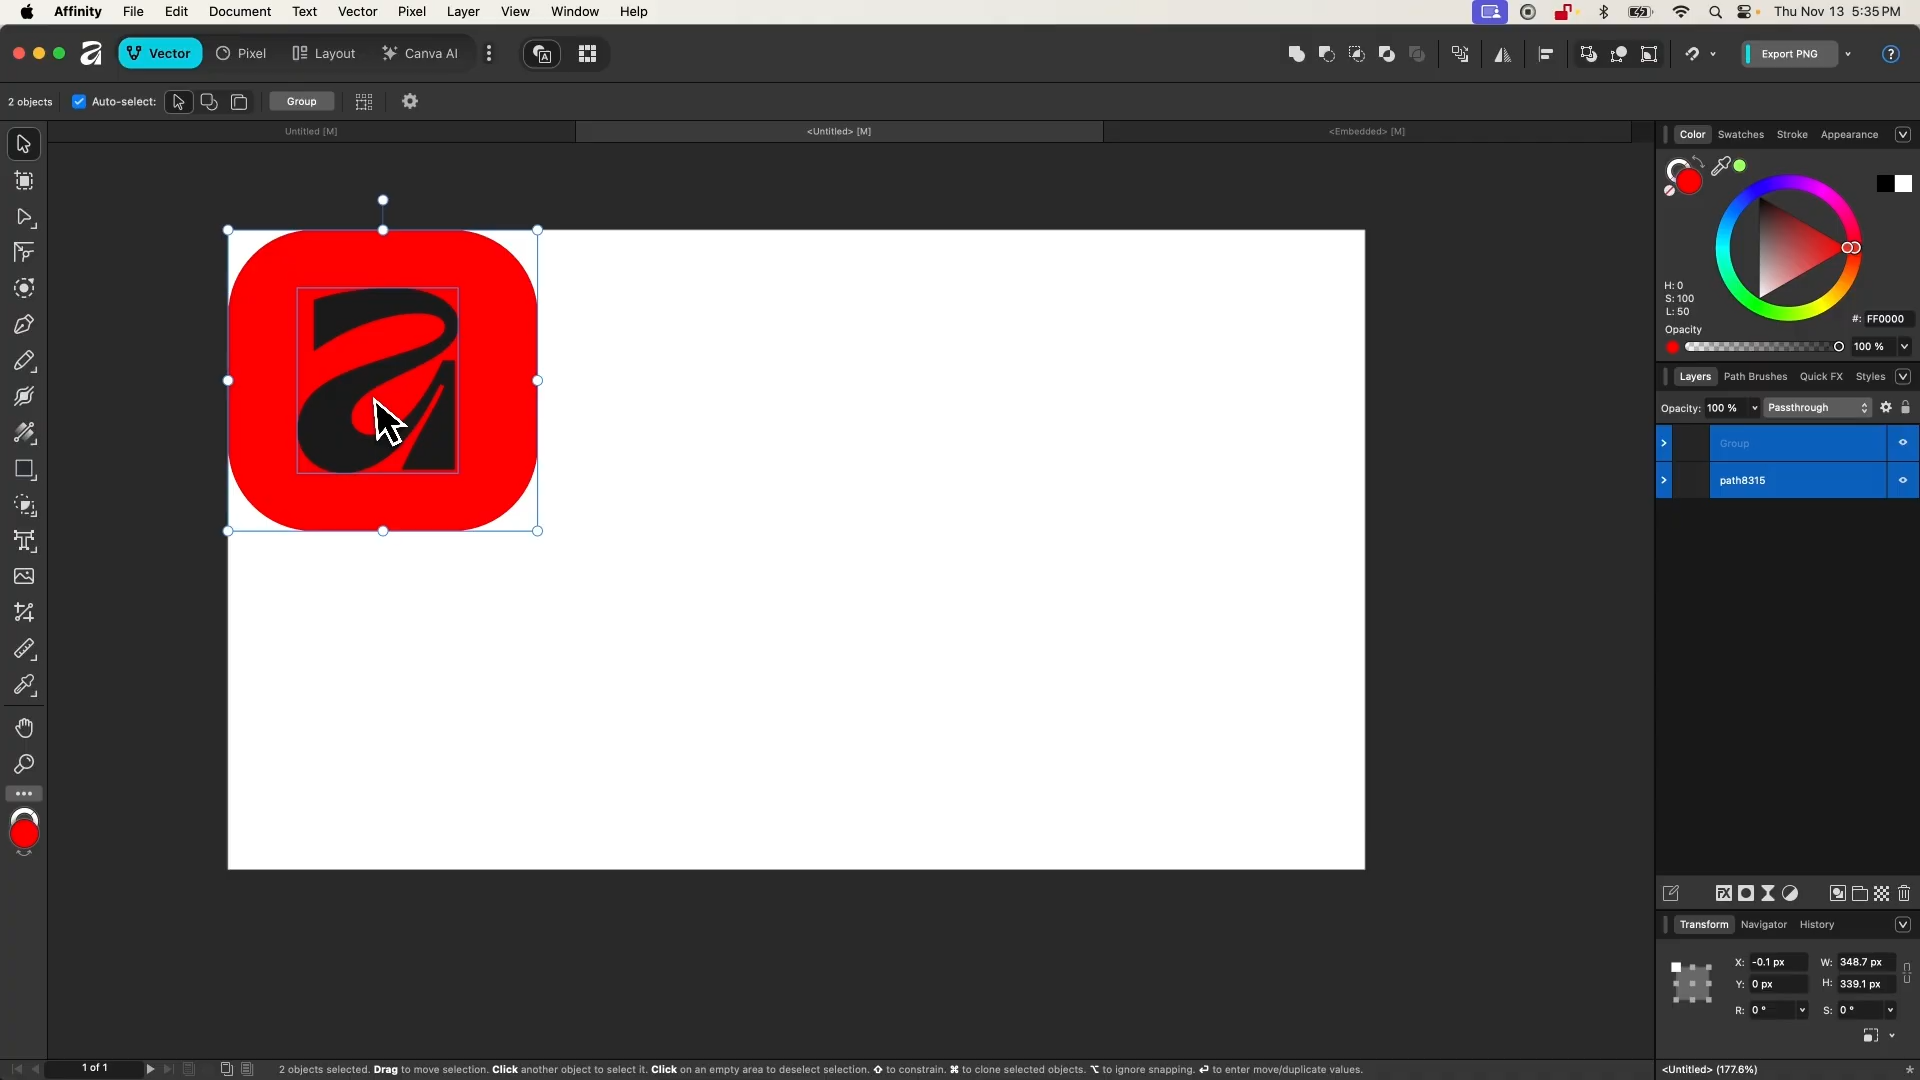 Affinity File Edit Document Text Vector Pixel Layer View Window Help Thu Nov 13 5:35 PM
Vector Pixel Layout Canva AI Export PNG
2 objects Auto-select: Group
Untitled [M] <Untitled> [M] <Embedded> [M]
Color Swatches Stroke Appearance
H: 0
S: 100
L: 50
#: FF0000
Opacity
100 %
Layers Path Brushes Quick FX Styles
Opacity: 100 % Passthrough
Group
path8315
Transform Navigator History
X: -0.1 px W: 348.7 px
Y: 0 px H: 339.1 px
R: 0 ° S: 0 °
1 of 1 2 objects selected. Drag to move selection. Click another object to select it. Click on an empty area to deselect selection. ⇧ to constrain. ⌘ to clone selected objects. ⌥ to ignore snapping. ⏎ to enter move/duplicate values. <Untitled> (177.6%)